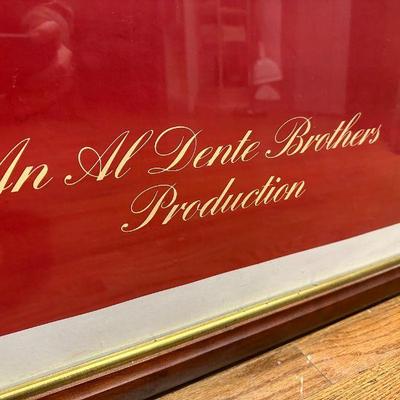 An Al Dente Brothers
Production